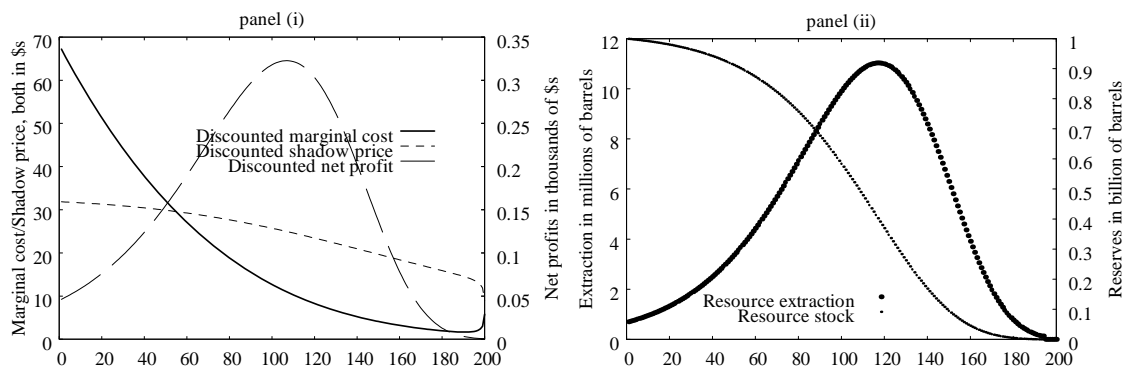 panel (i)
70
60
50
40
30
20
10
0
Marginal cost/Shadow price, both in $s
Discounted marginal cost
Discounted shadow price
Discounted net profit
0.35
0.3
0.25
0.2
0.15
0.1
0.05
0
Net profits in thousands of $s
0 20 40 60 80 100 120 140 160 180 200
panel (ii)
12
10
8
6
4
2
0
Extraction in millions of barrels
Resource extraction
Resource stock
1
0.9
0.8
0.7
0.6
0.5
0.4
0.3
0.2
0.1
0
Reserves in billion of barrels
0 20 40 60 80 100 120 140 160 180 200